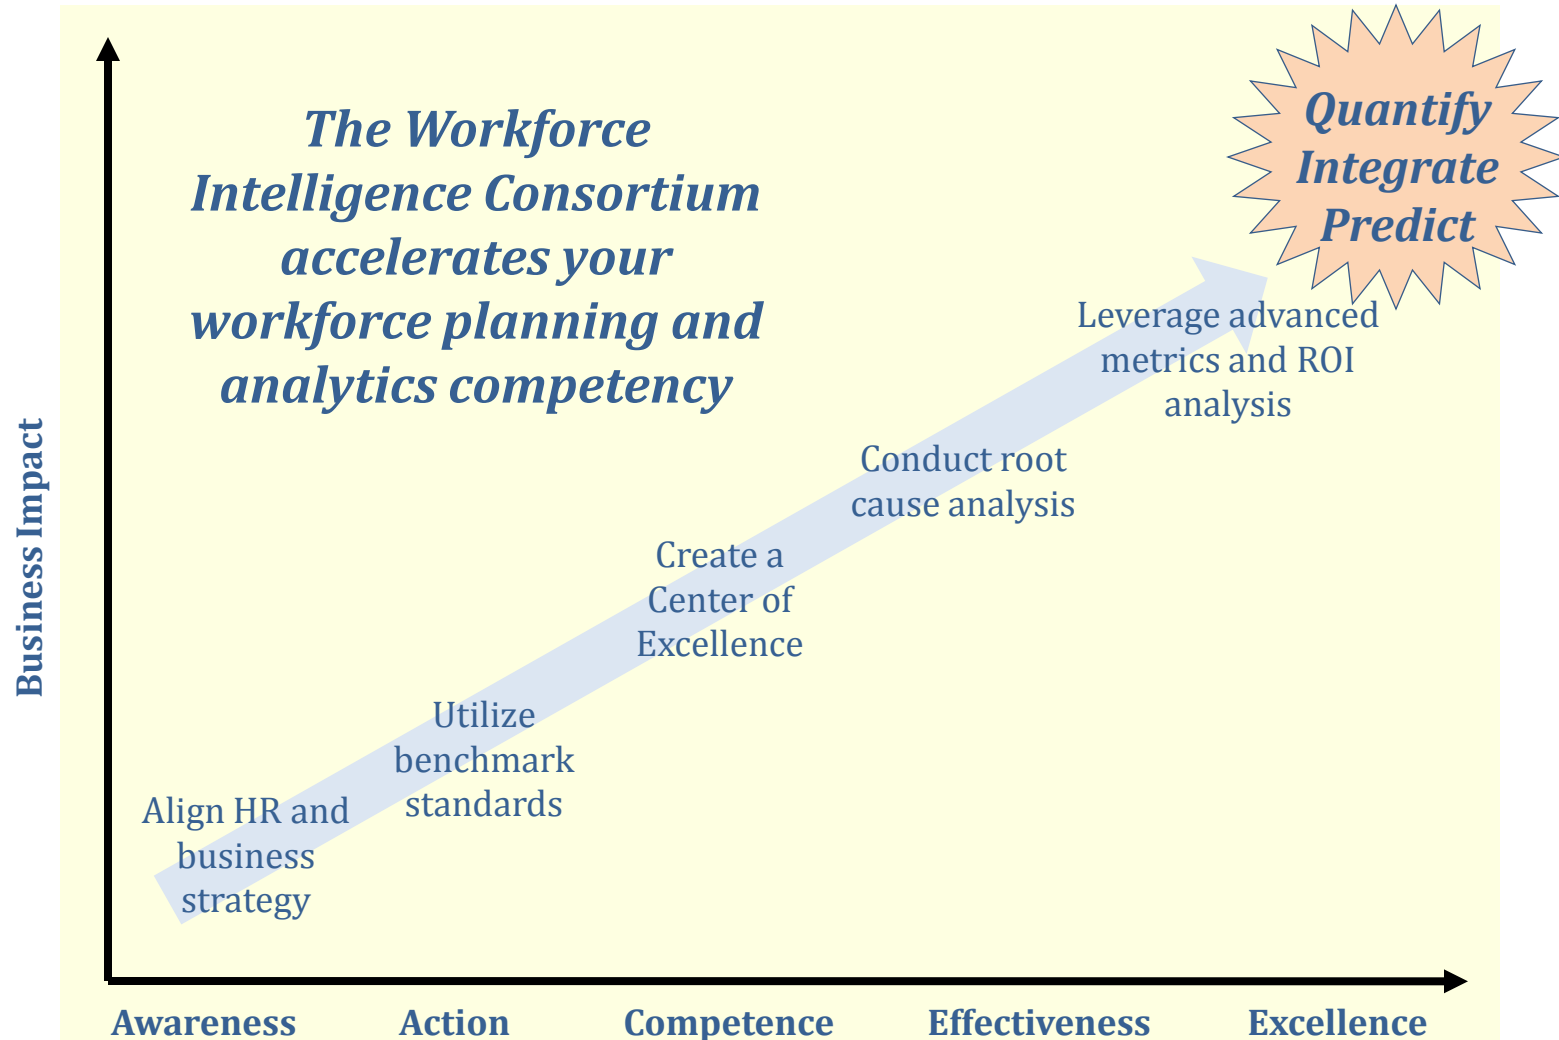 The Workforce
Intelligence Consortium
accelerates your
workforce planning and
analytics competency
Quantify
Integrate
Predict
Leverage advanced
metrics and ROI
analysis
Conduct root
cause analysis
Create a
Center of
Excellence
Utilize
benchmark
standards
Align HR and
business
strategy
Business Impact
Awareness
Action
Competence
Effectiveness
Excellence